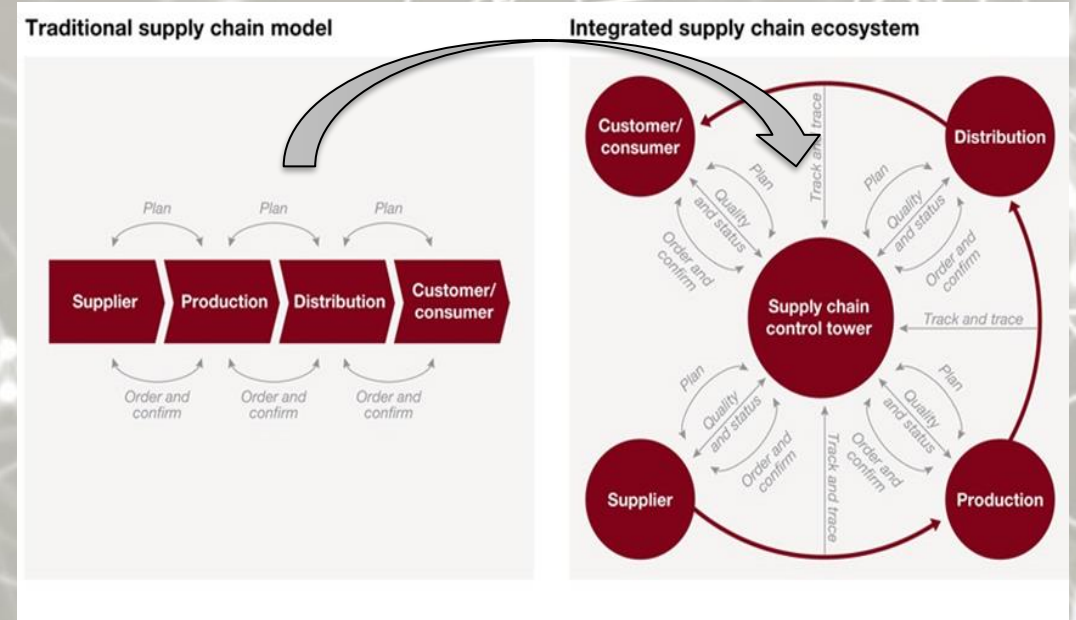 Traditional supply chain model
Plan
Plan
Plan
Supplier
Production
Distribution
Customer/
consumer
Order and
confirm
Order and
confirm
Order and
confirm
Integrated supply chain ecosystem
Customer/
consumer
Distribution
Track and trace
Plan
Quality
and status
Order and
confirm
Plan
Quality
and status
Order and
confirm
Supply chain
control tower
Track and trace
Plan
Quality
and status
Order and
confirm
Track and trace
Plan
Quality
and status
Order and
confirm
Supplier
Production